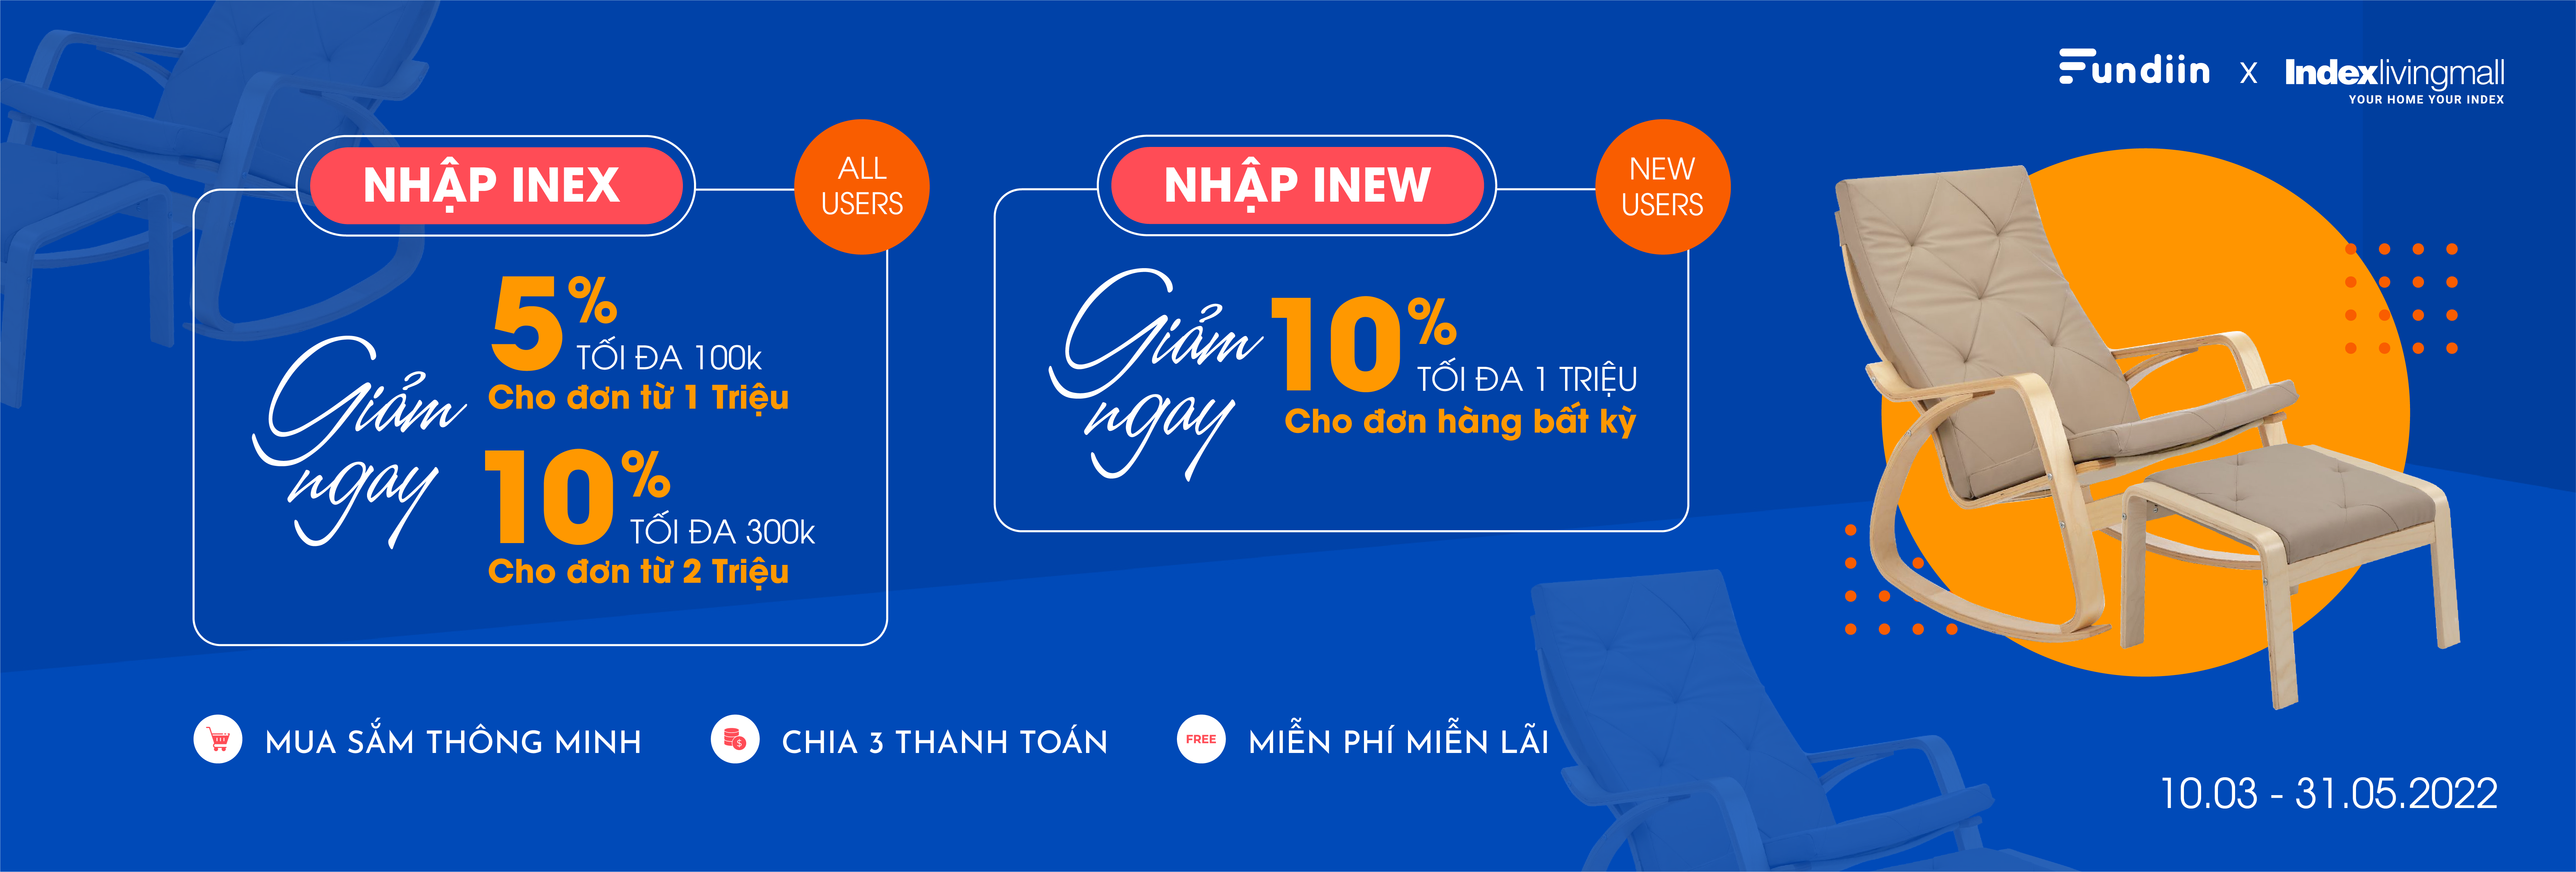 Fundiin x Indexlivingmall
YOUR HOME YOUR INDEX
NHẬP INEX
ALL
USERS
Giảm
ngay
5%
TỐI ĐA 100k
Cho đơn từ 1 Triệu
10%
TỐI ĐA 300k
Cho đơn từ 2 Triệu
NHẬP INEW
NEW
USERS
Giảm
ngay
10%
TỐI ĐA 1 TRIỆU
Cho đơn hàng bất kỳ
MUA SẮM THÔNG MINH
CHIA 3 THANH TOÁN
FREE
MIỄN PHÍ MIỄN LÃI
10.03 - 31.05.2022